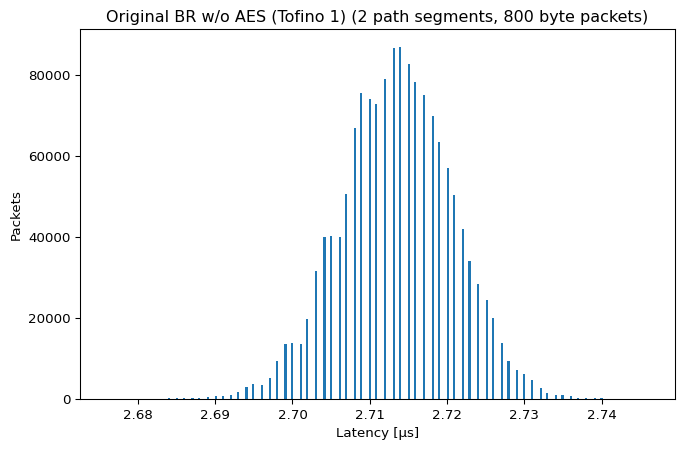 Original BR w/o AES (Tofino 1) (2 path segments, 800 byte packets)
80000
60000
40000
20000
0
Packets
2.68 2.69 2.70 2.71 2.72 2.73 2.74
Latency [µs]